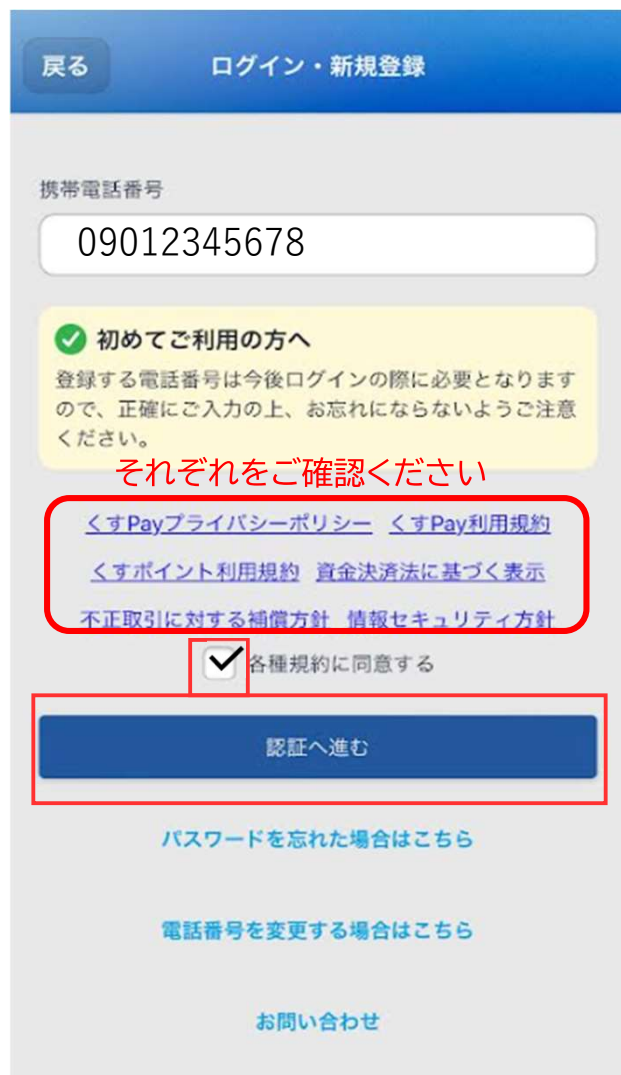 戻る
ログイン・新規登録
携帯電話番号
09012345678
初めてご利用の方へ
登録する電話番号は今後ログインの際に必要となります
ので、正確にご入力の上、お忘れにならないようご注意
ください。
それぞれをご確認ください
くすPayプライバシーポリシー くすPay利用規約
くすポイント利用規約 資金決済法に基づく表示
不正取引に対する補償方針 情報セキュリティ方針
各種規約に同意する
認証へ進む
パスワードを忘れた場合はこちら
電話番号を変更する場合はこちら
お問い合わせ